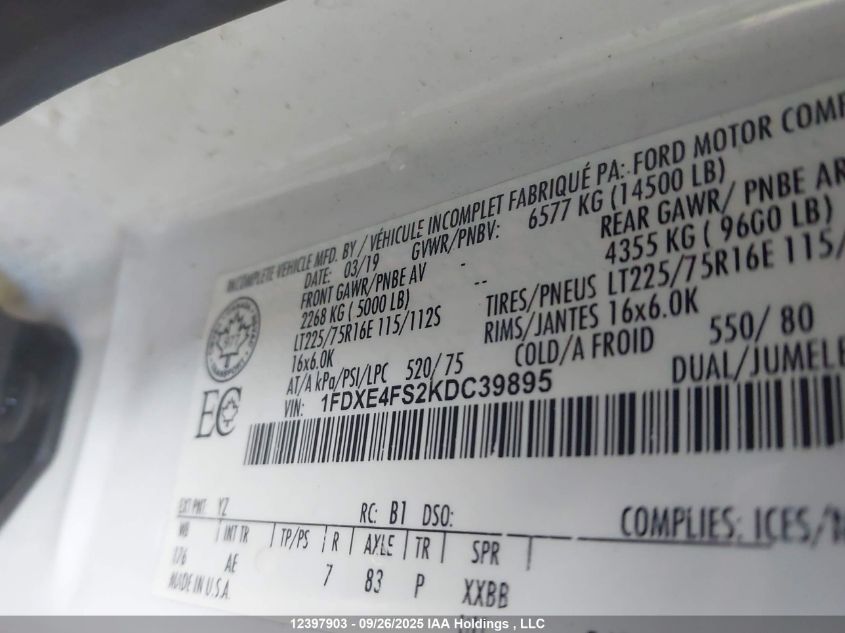 INCOMPLETE VEHICLE MFD. BY / VÉHICULE INCOMPLET FABRIQUÉ PA: FORD MOTOR COMP
DATE: 03/19 GVWR/PNBV: 6577 KG (14500 LB)
FRONT GAWR/PNBE AV - REAR GAWR/ PNBE AR
2268 KG ( 5000 LB) -- 4355 KG ( 9600 LB)
LT225/75R16E 115/112S TIRES/PNEUS LT225/75R16E 115/
16x6.0K RIMS/JANTES 16x6.0K
AT/A kPa/PSI/LPC 520/ 75 COLD/A FROID 550/ 80
VIN: 1FDXE4FS2KDC39895 DUAL/JUMELE
EC
EXT PNT: YZ RC: B1 DSO: COMPLIES: ICES/
WB INT TR TP/PS R AXLE TR SPR
176 AE 7 83 P XXBB
MADE IN U.S.A.
12397903 - 09/26/2025 IAA Holdings , LLC